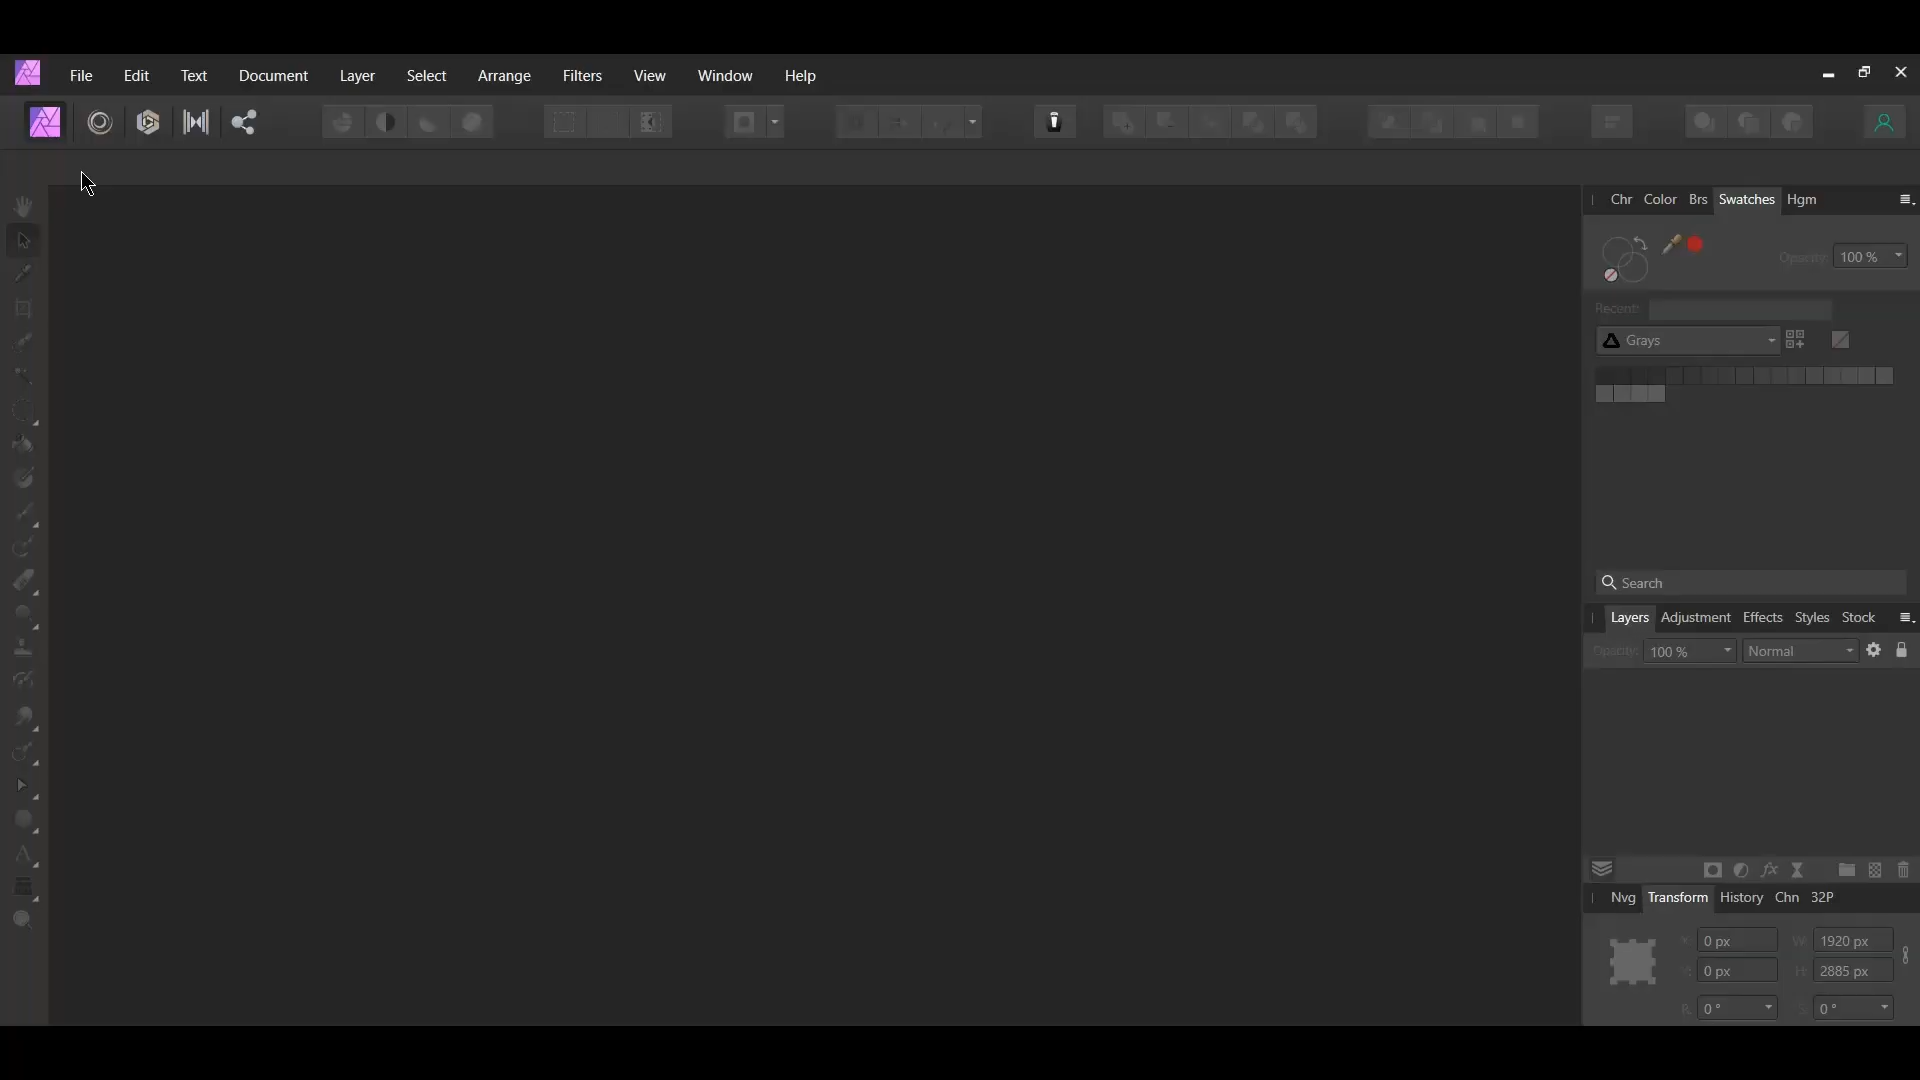 File Edit Text Document Layer Select Arrange Filters View Window Help
Chr Color Brs Swatches Hgm
Opacity: 100 %
Recent:
Grays
Search
Layers Adjustment Effects Styles Stock
Opacity: 100 % Normal
Nvg Transform History Chn 32P
X: 0 px W: 1920 px
Y: 0 px H: 2885 px
R: 0 ° S: 0 °